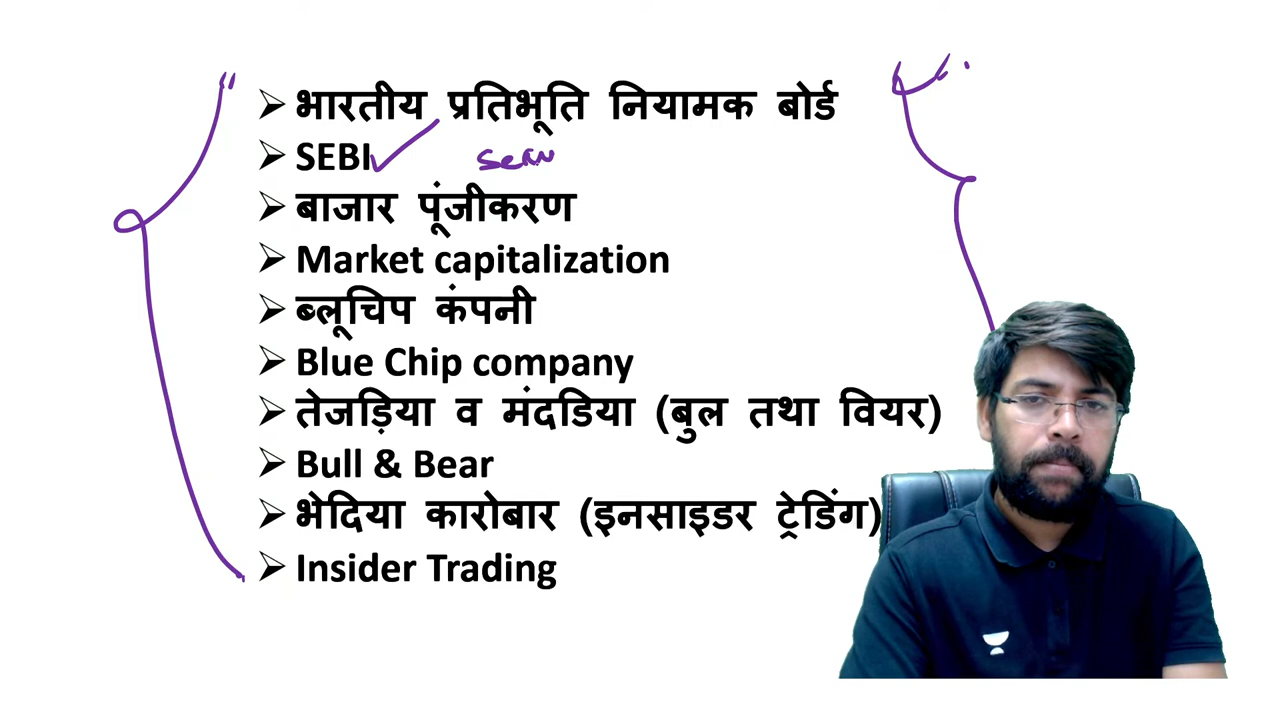 भारतीय प्रतिभूति नियामक बोर्ड
SEBI
बाजार पूंजीकरण
Market capitalization
ब्लूचिप कंपनी
Blue Chip company
तेजड़िया व मंदडिया (बुल तथा वियर)
Bull & Bear
भेदिया कारोबार (इनसाइडर ट्रेडिंग)
Insider Trading